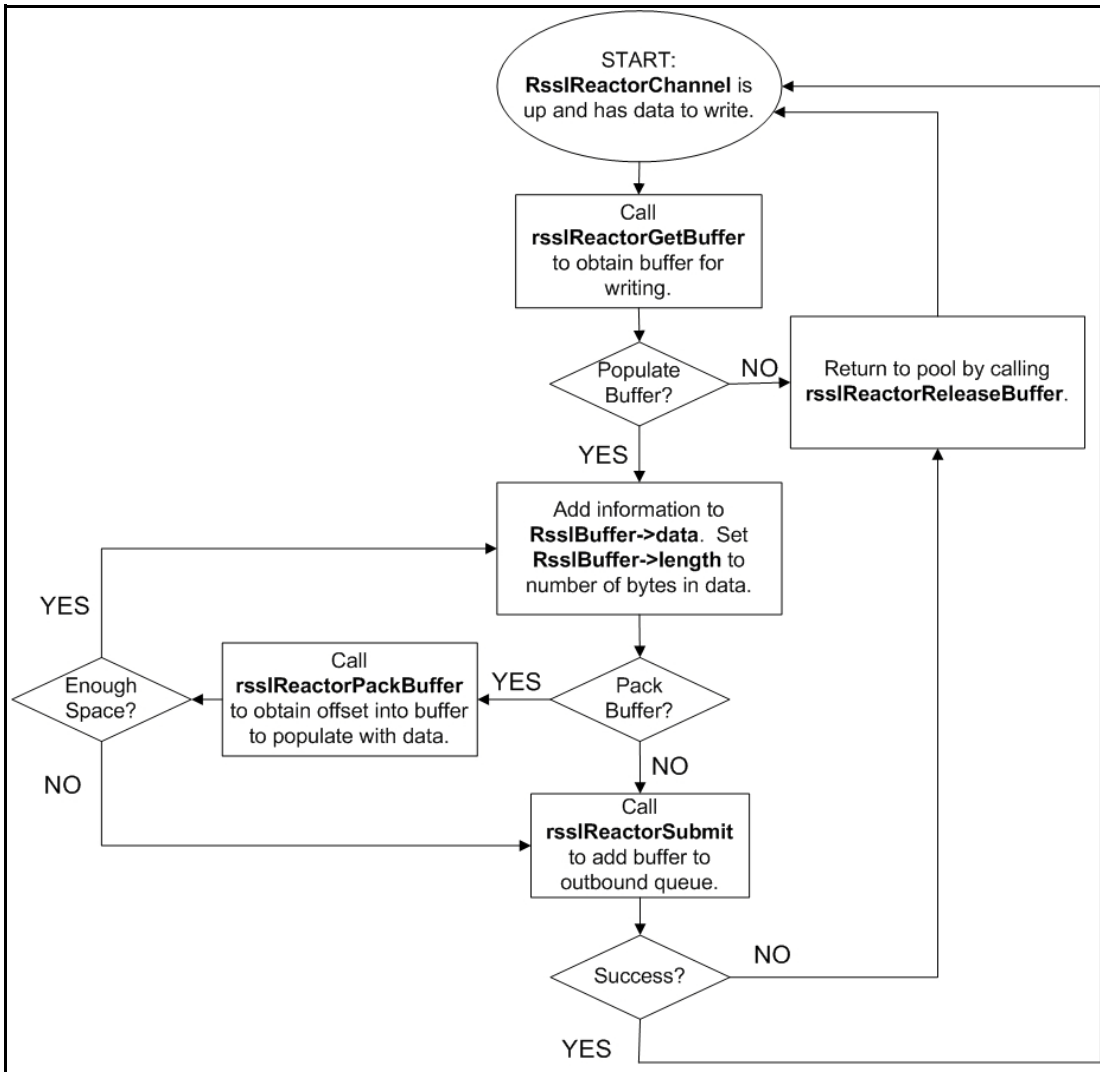 START:
RsslReactorChannel is
up and has data to write.
Call
rsslReactorGetBuffer
to obtain buffer for
writing.
Populate
Buffer?
NO
Return to pool by calling
rsslReactorReleaseBuffer.
YES
Add information to
RsslBuffer->data. Set
RsslBuffer->length to
number of bytes in data.
YES
Enough
Space?
Call
rsslReactorPackBuffer
to obtain offset into buffer
to populate with data.
YES
Pack
Buffer?
NO
NO
Call
rsslReactorSubmit
to add buffer to
outbound queue.
Success?
NO
YES